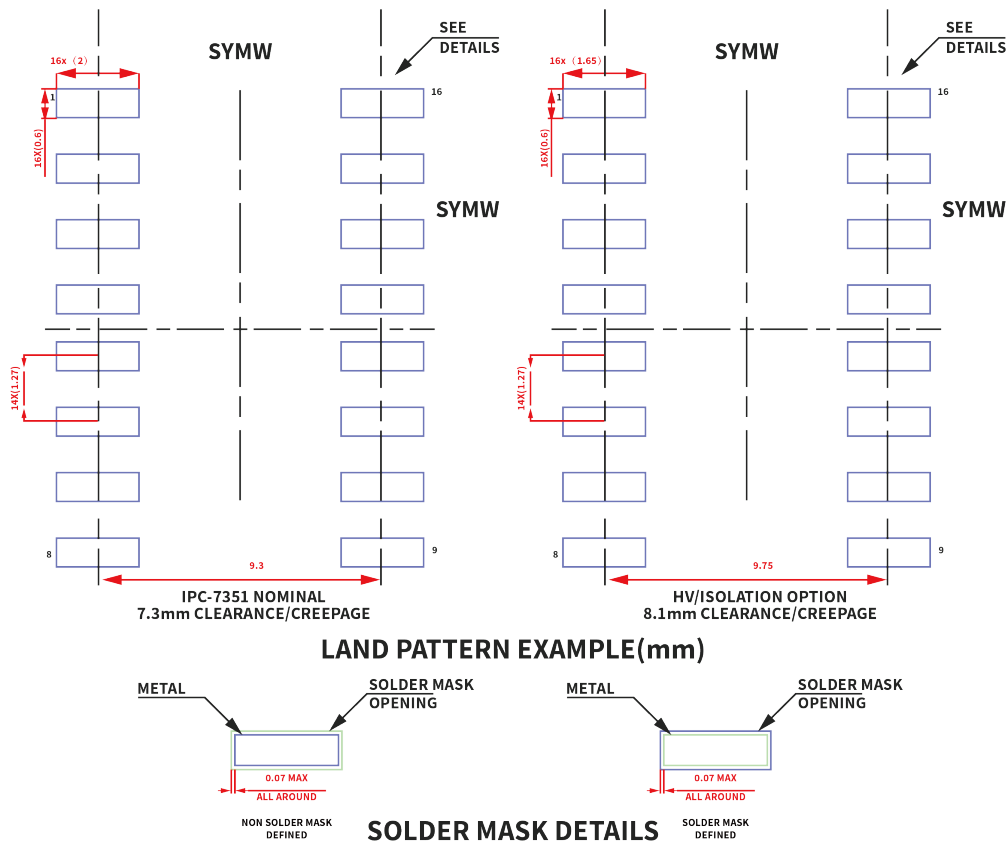 SYMW
SEE
DETAILS
16x（2）
1
16
16X(0.6)
SYMW
14X(1.27)
8
9
9.3
IPC-7351 NOMINAL
7.3mm CLEARANCE/CREEPAGE
SYMW
SEE
DETAILS
16x（1.65）
1
16
16X(0.6)
SYMW
14X(1.27)
8
9
9.75
HV/ISOLATION OPTION
8.1mm CLEARANCE/CREEPAGE
LAND PATTERN EXAMPLE(mm)
METAL
SOLDER MASK
OPENING
0.07 MAX
ALL AROUND
NON SOLDER MASK
DEFINED
METAL
SOLDER MASK
OPENING
0.07 MAX
ALL AROUND
SOLDER MASK
DEFINED
SOLDER MASK DETAILS